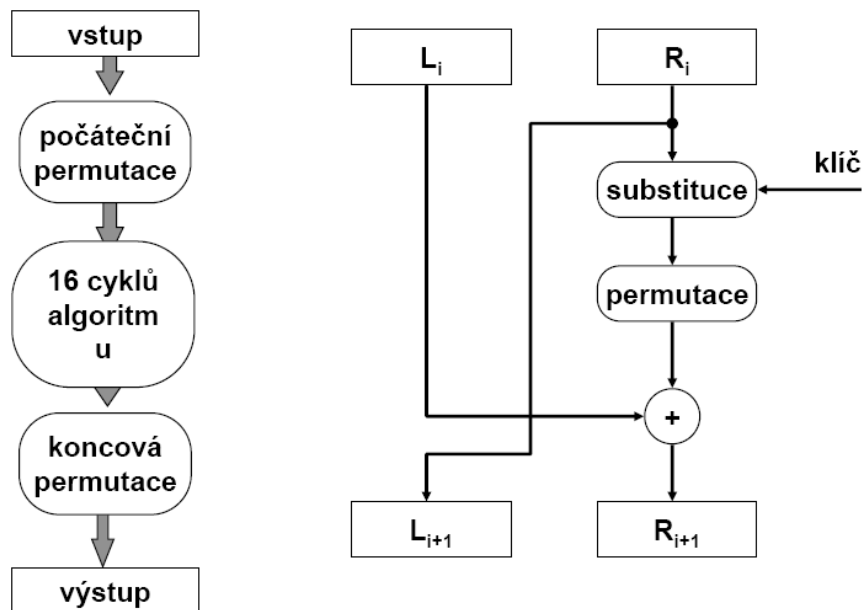 vstup
počáteční
permutace
16 cyklů
algoritm
u
koncová
permutace
výstup
Li
Ri
klíč
substituce
permutace
+
Li+1
Ri+1